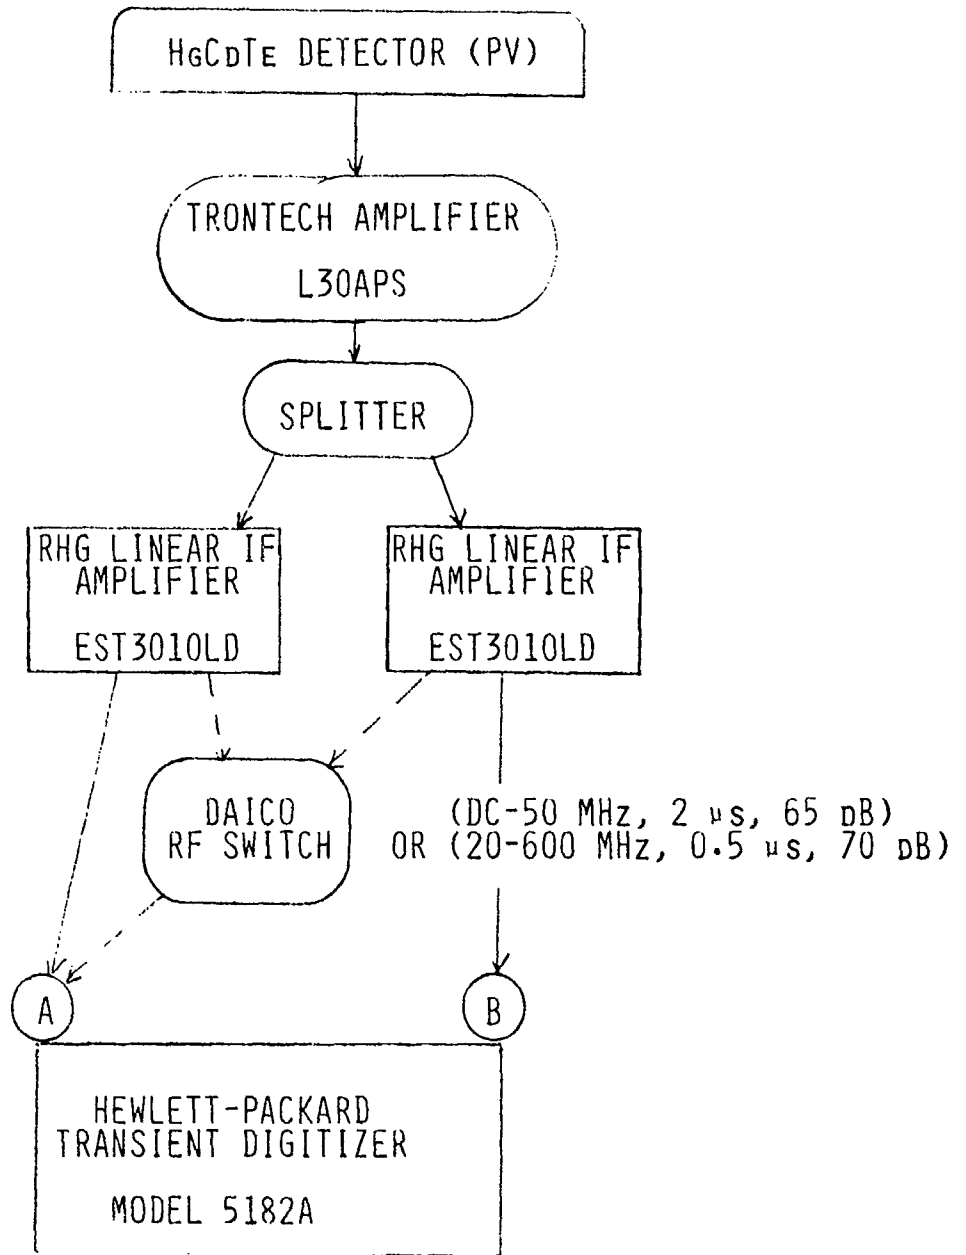 HgCdTe DETECTOR (PV)
TRONTECH AMPLIFIER
L30APS
SPLITTER
RHG LINEAR IF
AMPLIFIER
EST3010LD
RHG LINEAR IF
AMPLIFIER
EST3010LD
DAICO
RF SWITCH
(DC-50 MHz, 2 µs, 65 dB)
OR (20-600 MHz, 0.5 µs, 70 dB)
A
B
HEWLETT-PACKARD
TRANSIENT DIGITIZER
MODEL 5182A